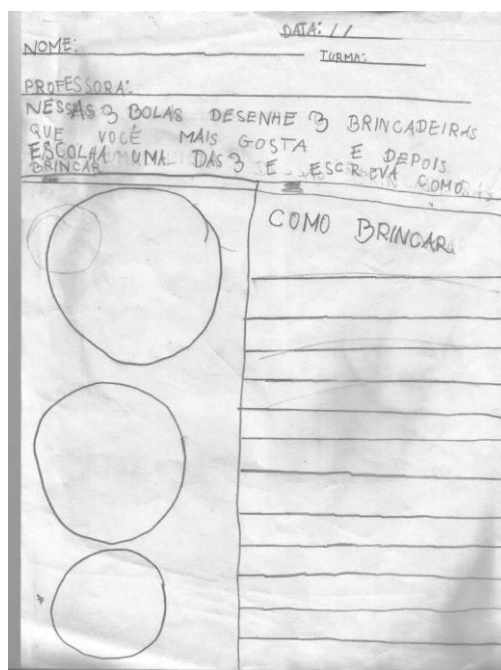 DATA: / /
NOME:
TURMA:
PROFESSORA:
NESSAS 3 BOLAS DESENHE 3 BRINCADEIRAS
QUE VOCÊ MAIS GOSTA E DEPOIS
ESCOLHA UMA DAS 3 E ESCREVA COMO
BRINCAR
COMO BRINCAR